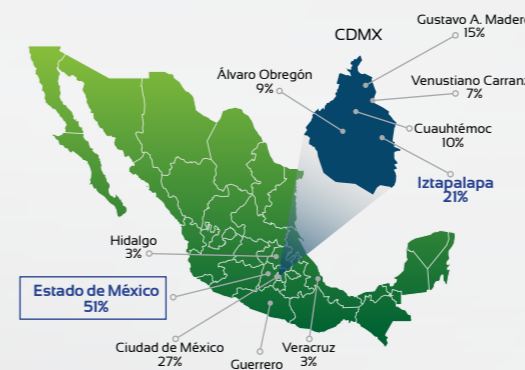 CDMX
Gustavo A. Madero
15%
Álvaro Obregón
9%
Venustiano Carranz
7%
Cuauhtémoc
10%
Iztapalapa
21%
Hidalgo
3%
Estado de México
51%
Ciudad de México
27%
Guerrero
Veracruz
3%